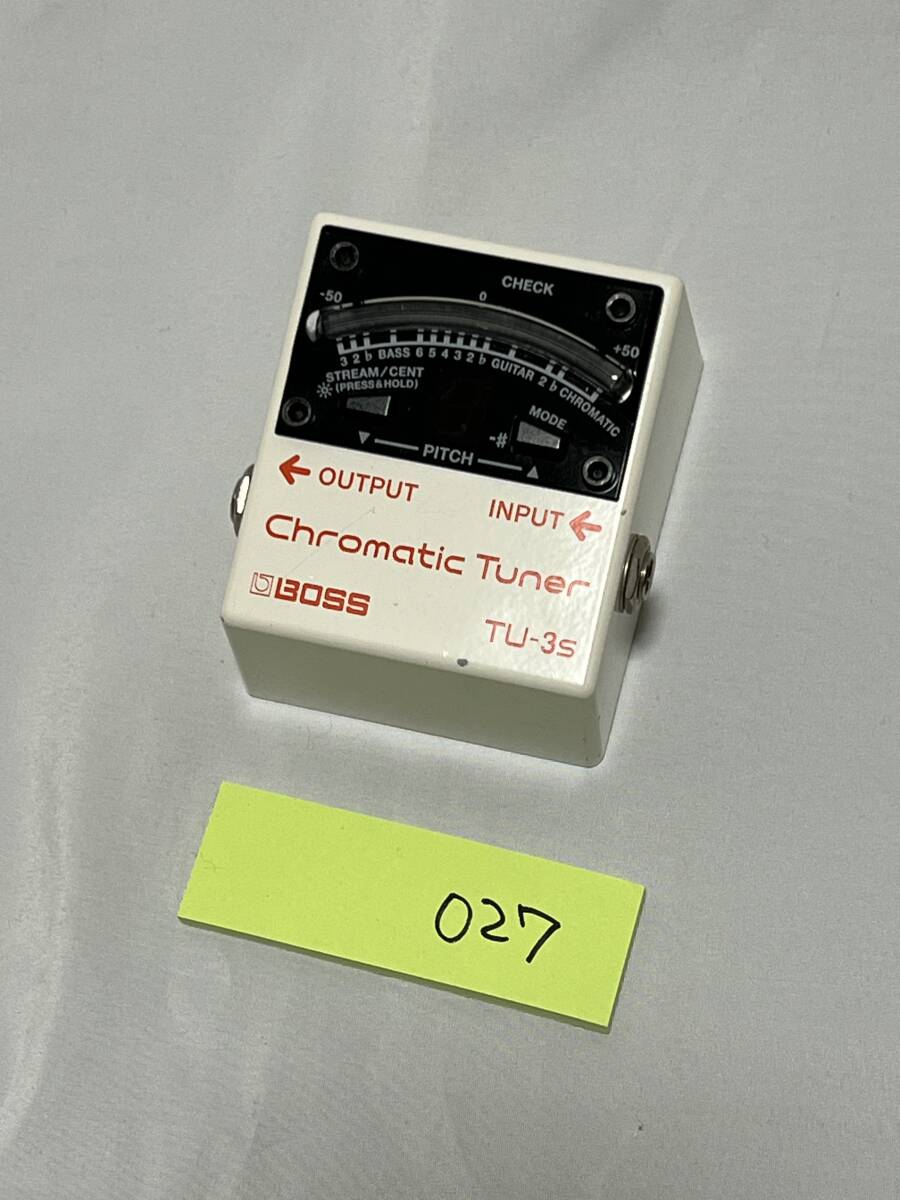 CHECK
-50 0 +50
3 2 ♭ BASS 6 5 4 3 2 ♭ GUITAR 2 ♭ CHROMATIC
STREAM/CENT
(PRESS&HOLD)
MODE
-#
▼ PITCH ▲
← OUTPUT
INPUT ←
Chromatic Tuner
BOSS
TU-3s
027